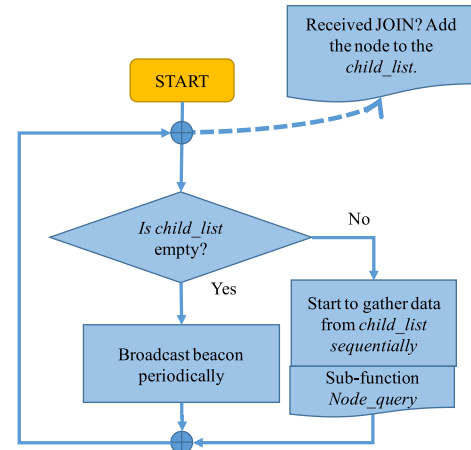 Received JOIN? Add
the node to the
child_list.
START
Is child_list
empty?
No
Yes
Start to gather data
from child_list
sequentially
Broadcast beacon
periodically
Sub-function
Node_query